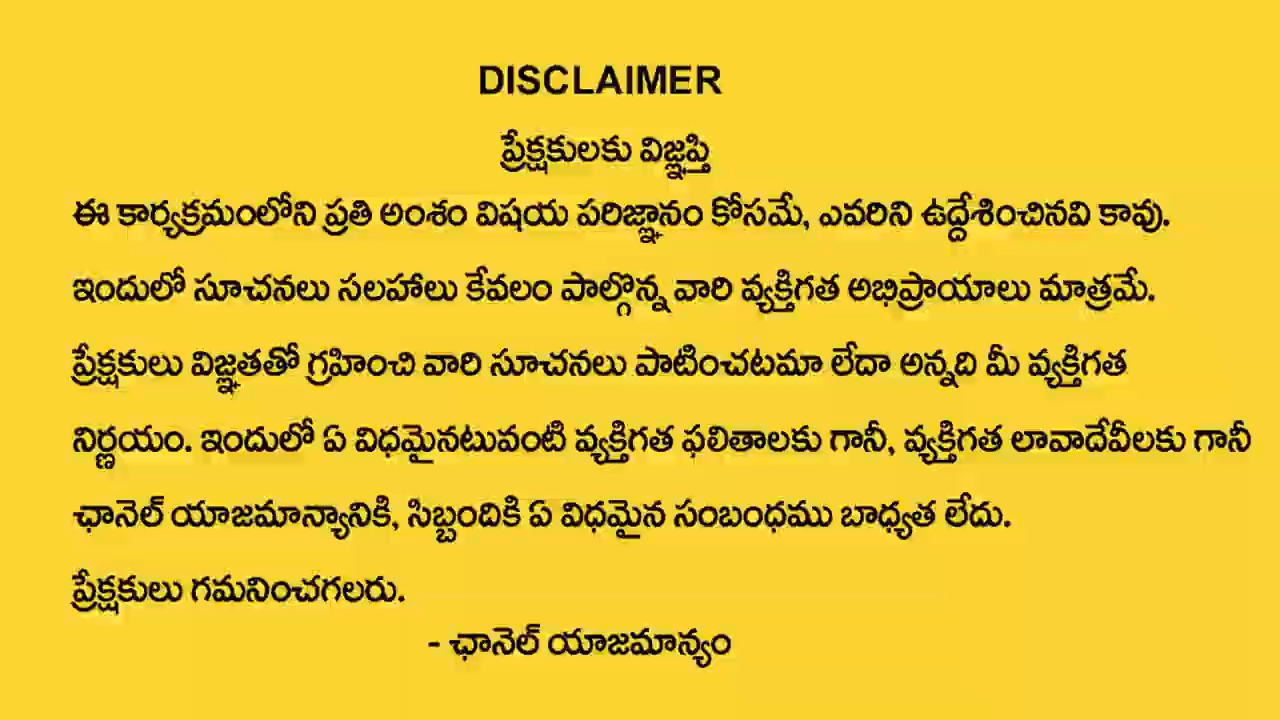 DISCLAIMER
ప్రేక్షకులకు విజ్ఞప్తి
ఈ కార్యక్రమంలోని ప్రతి అంశం విషయ పరిజ్ఞానం కోసమే, ఎవరిని ఉద్దేశించినవి కావు.
ఇందులో సూచనలు సలహాలు కేవలం పాల్గొన్న వారి వ్యక్తిగత అభిప్రాయాలు మాత్రమే.
ప్రేక్షకులు విజ్ఞతతో గ్రహించి వారి సూచనలు పాటించటమా లేదా అన్నది మీ వ్యక్తిగత
నిర్ణయం. ఇందులో ఏ విధమైనటువంటి వ్యక్తిగత ఫలితాలకు గానీ, వ్యక్తిగత లావాదేవీలకు గానీ
ఛానెల్ యాజమాన్యానికి, సిబ్బందికి ఏ విధమైన సంబంధము బాధ్యత లేదు.
ప్రేక్షకులు గమనించగలరు.
- ఛానెల్ యాజమాన్యం